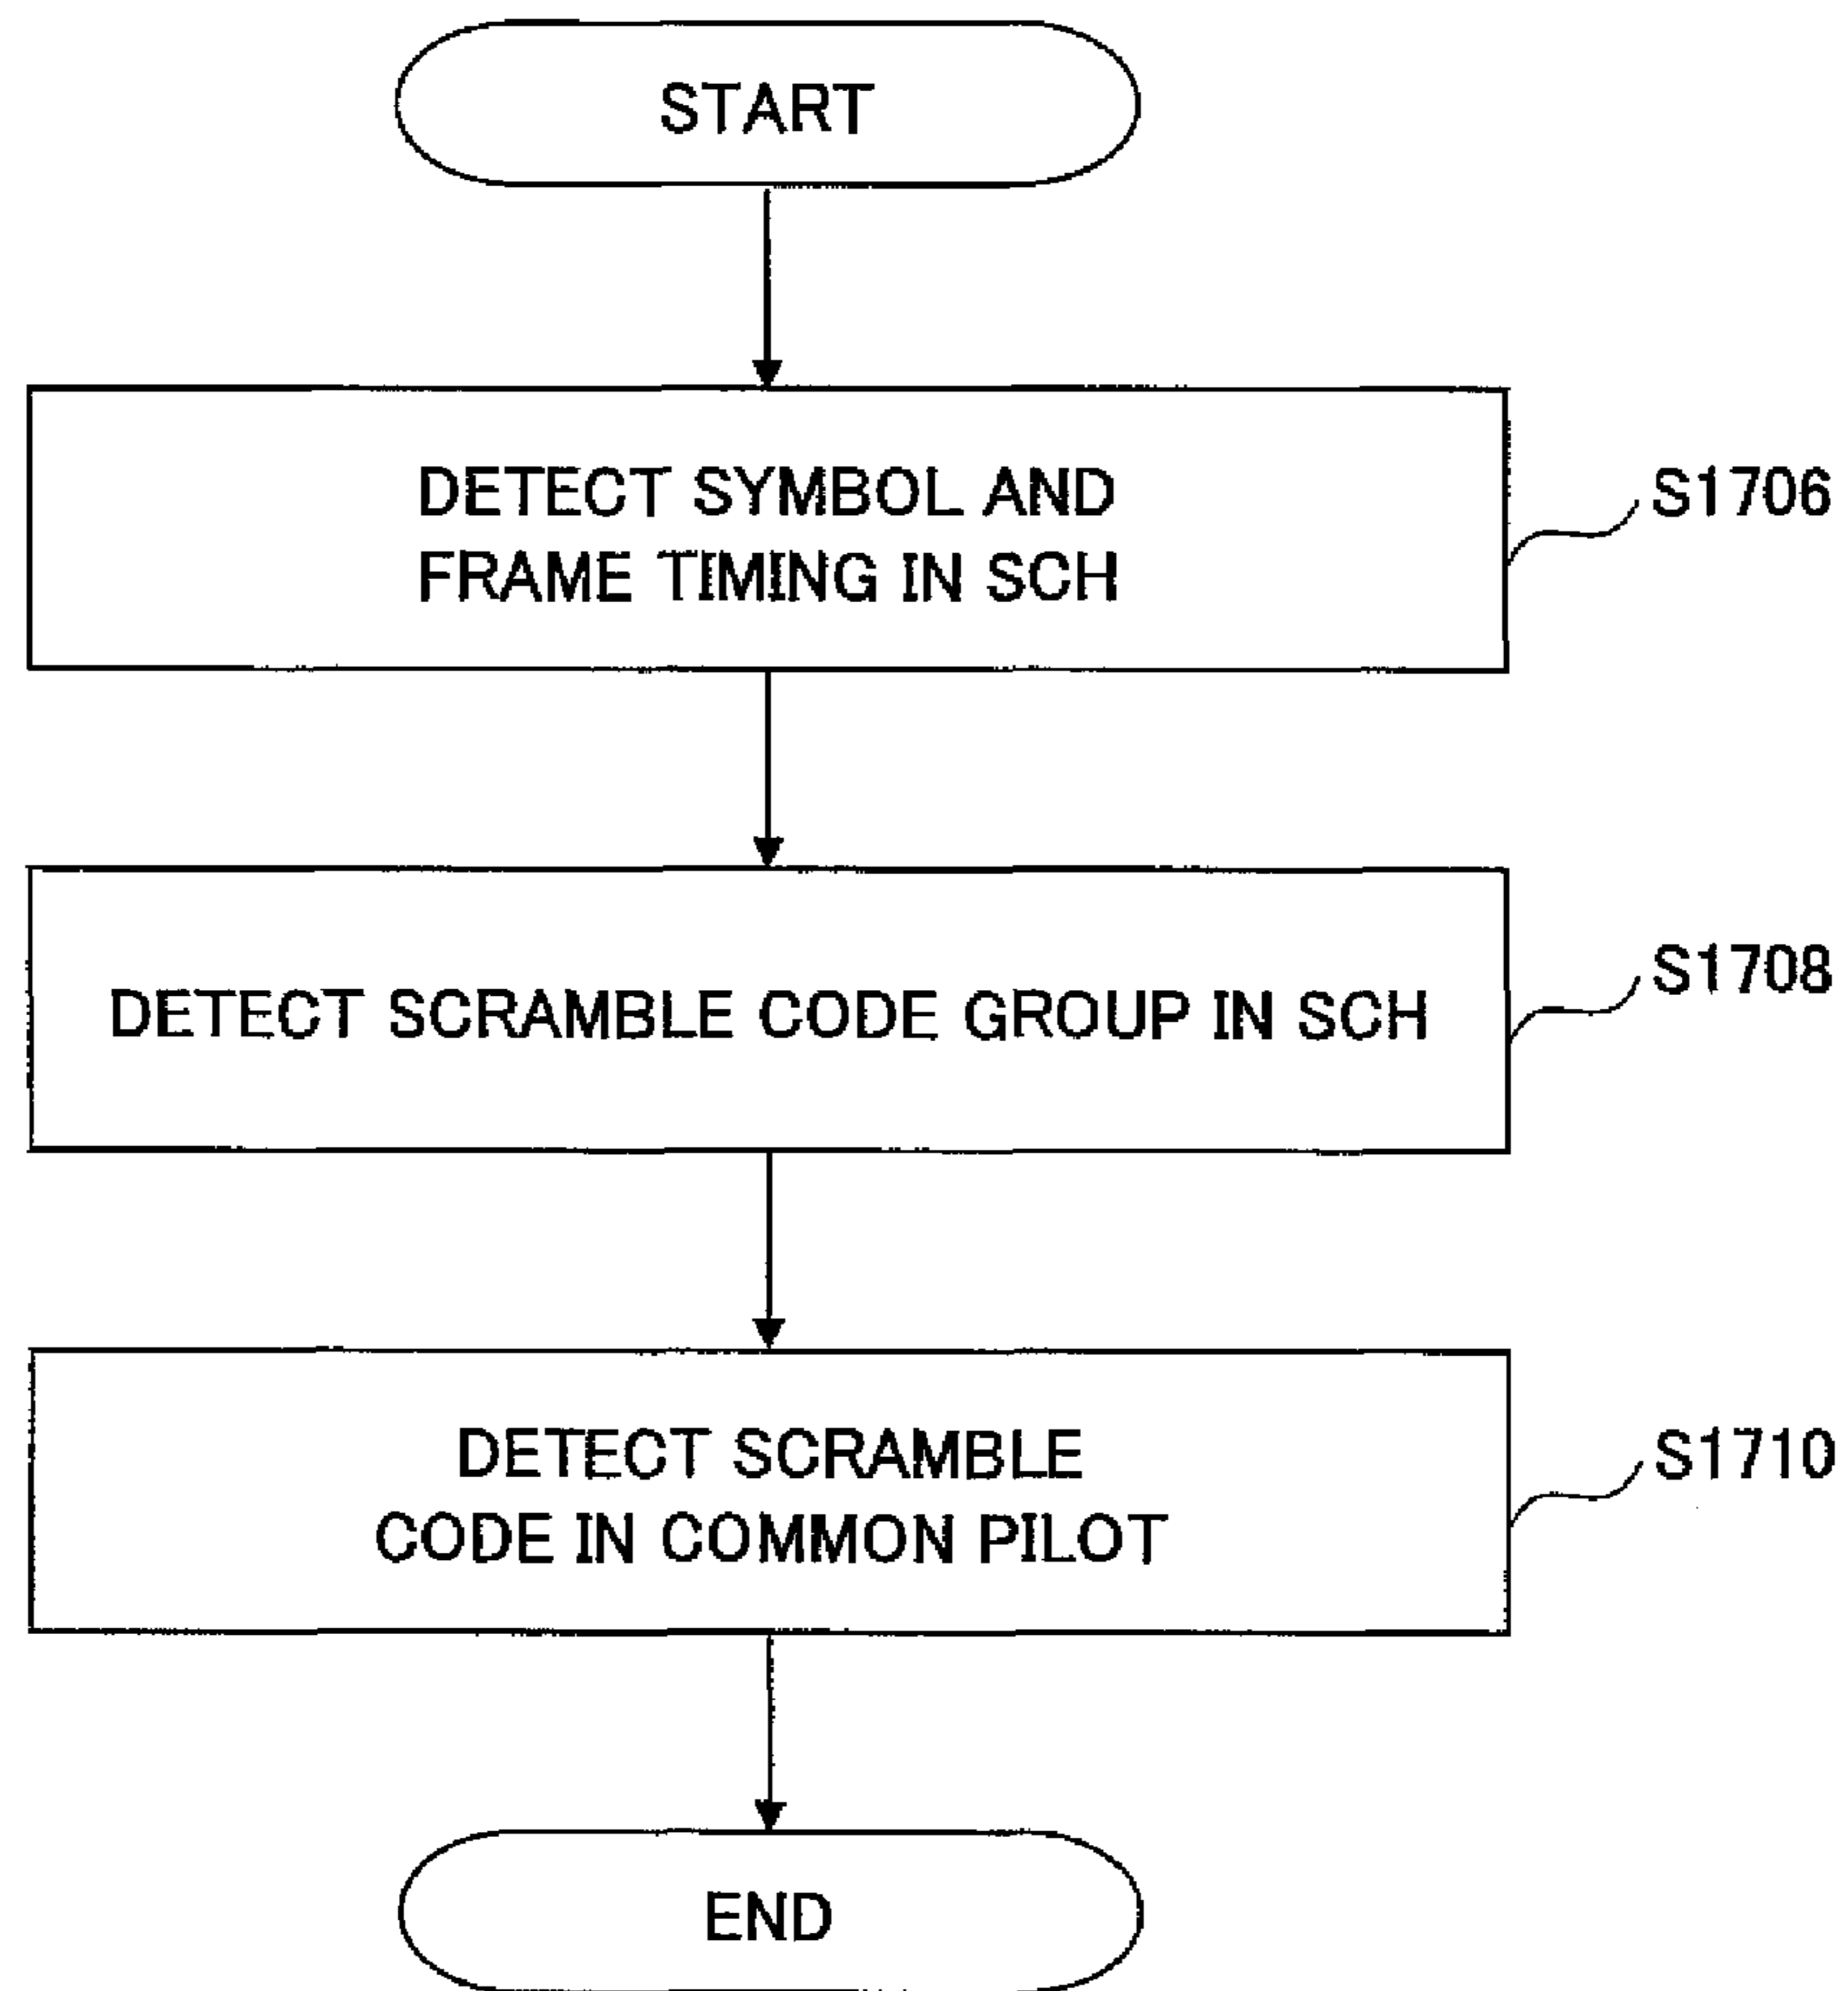 START
DETECT SYMBOL AND
FRAME TIMING IN SCH
S1706
DETECT SCRAMBLE CODE GROUP IN SCH
S1708
DETECT SCRAMBLE
CODE IN COMMON PILOT
S1710
END